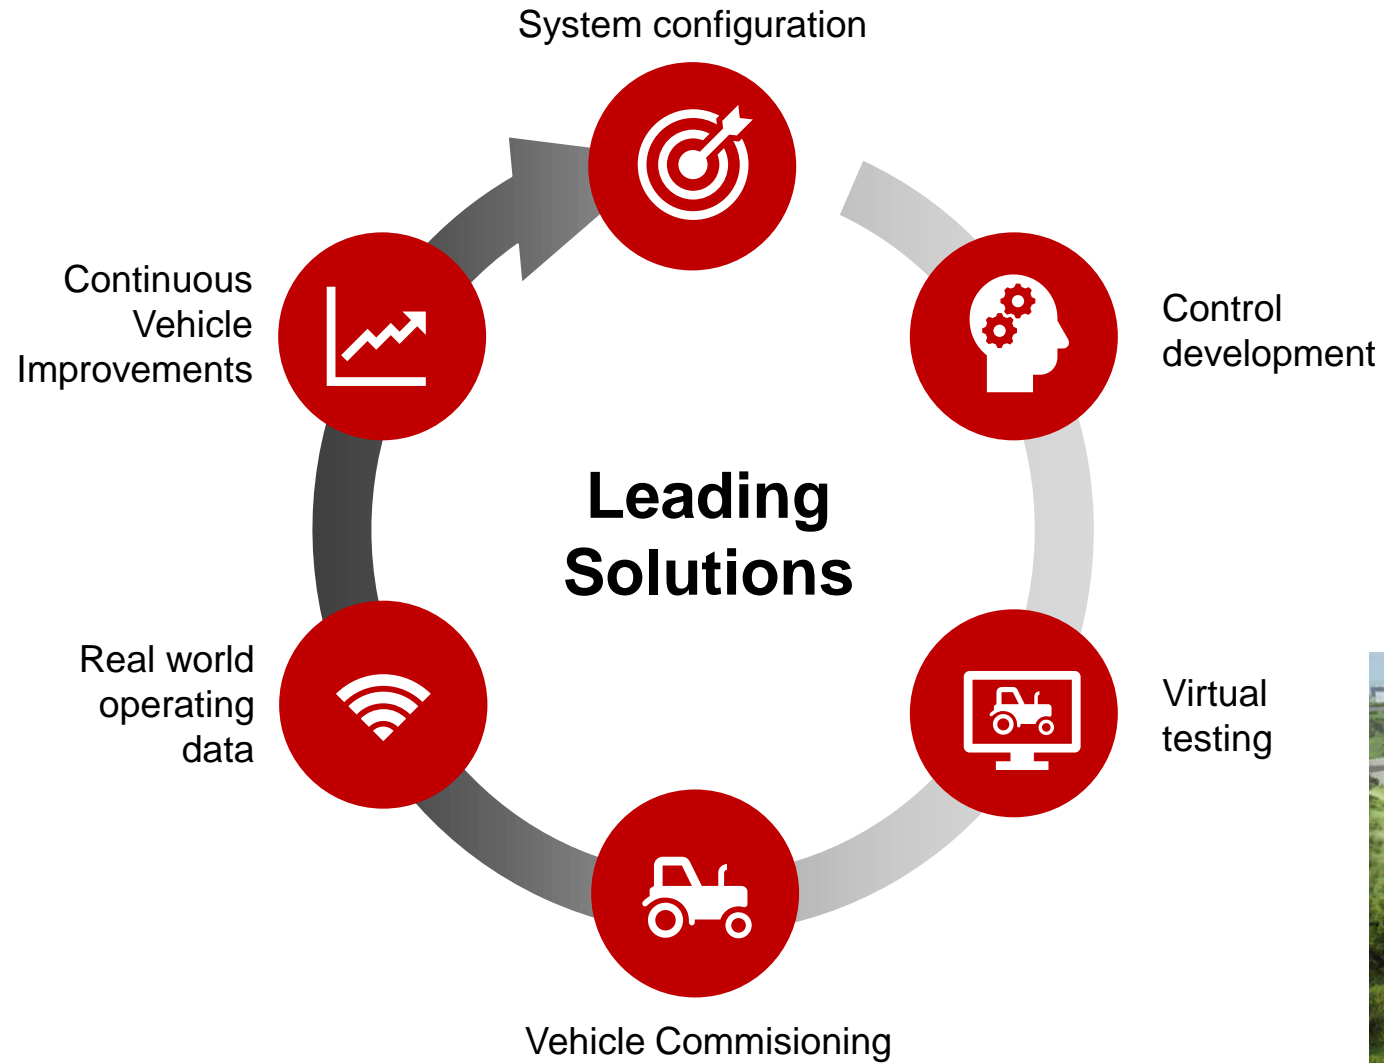 System configuration
Control
development
Virtual
testing
Vehicle Commisioning
Real world
operating
data
Continuous
Vehicle
Improvements
Leading
Solutions